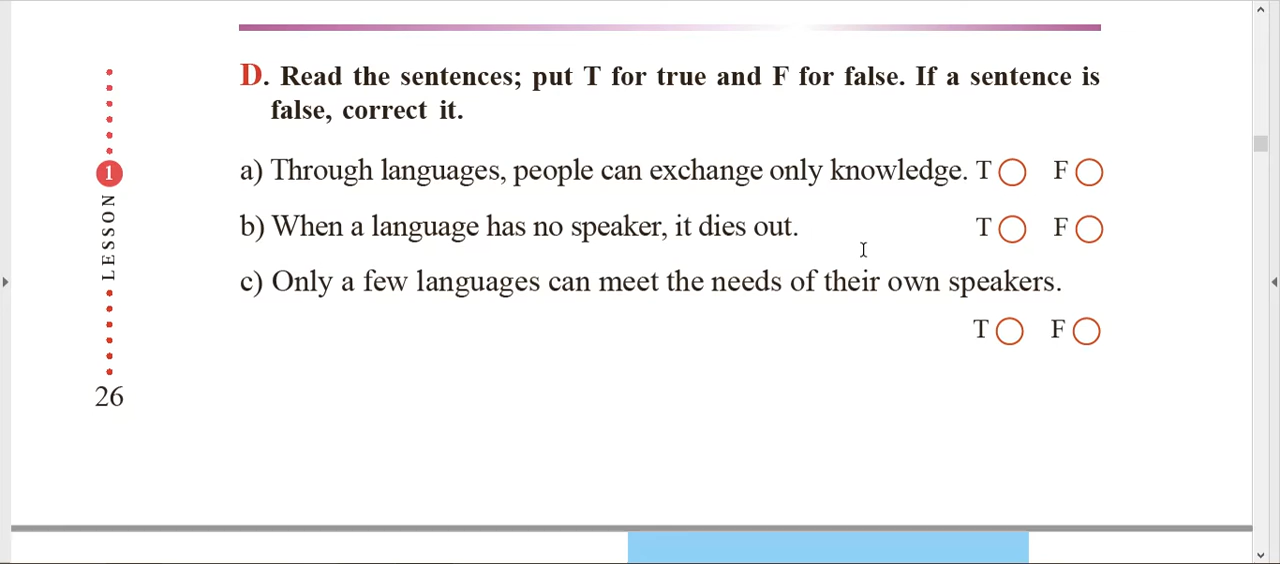 D. Read the sentences; put T for true and F for false. If a sentence is
false, correct it.
a) Through languages, people can exchange only knowledge. T F
b) When a language has no speaker, it dies out. T F
c) Only a few languages can meet the needs of their own speakers.
T F
LESSON 1
26